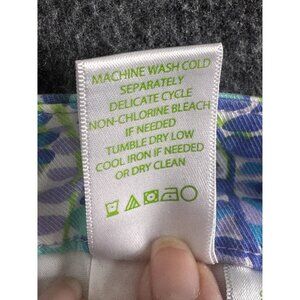 MACHINE WASH COLD
SEPARATELY
DELICATE CYCLE
NON-CHLORINE BLEACH
IF NEEDED
TUMBLE DRY LOW
COOL IRON IF NEEDED
OR DRY CLEAN